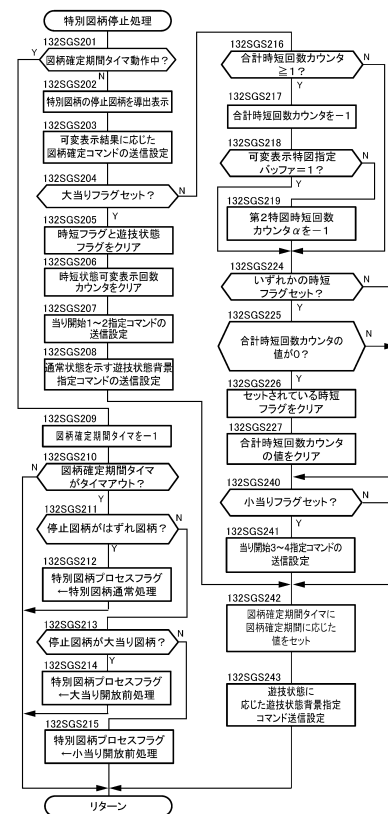 特別図柄停止処理
132SGS201
Y
図柄確定期間タイマ動作中？
N
132SGS202
特別図柄の停止図柄を導出表示
132SGS203
可変表示結果に応じた
図柄確定コマンドの送信設定
132SGS204
大当りフラグセット？
N
Y
132SGS205
時短フラグと遊技状態
フラグをクリア
132SGS206
時短状態可変表示回数
カウンタをクリア
132SGS207
当り開始1～2指定コマンドの
送信設定
132SGS208
通常状態を示す遊技状態背景
指定コマンドの送信設定
132SGS209
図柄確定期間タイマを－1
132SGS210
N
図柄確定期間タイマ
がタイマアウト？
132SGS211
Y
停止図柄がはずれ図柄？
N
132SGS212
Y
特別図柄プロセスフラグ
←特別図柄通常処理
132SGS213
停止図柄が大当り図柄？
N
132SGS214
Y
特別図柄プロセスフラグ
←大当り開放前処理
132SGS215
特別図柄プロセスフラグ
←小当り開放前処理
リターン
132SGS216
合計時短回数カウンタ
≧1？
N
132SGS217
Y
合計時短回数カウンタを－1
132SGS218
可変表示特図指定
バッファ＝1？
N
Y
132SGS219
第2特図時短回数
カウンタαを－1
132SGS224
いずれかの時短
フラグセット？
N
132SGS225
Y
合計時短回数カウンタの
値が0？
N
132SGS226
Y
セットされている時短
フラグをクリア
132SGS227
合計時短回数カウンタ
の値をクリア
132SGS240
小当りフラグセット？
N
132SGS241
Y
当り開始3～4指定コマンドの
送信設定
132SGS242
図柄確定期間タイマに
図柄確定期間に応じた
値をセット
132SGS243
遊技状態に
応じた遊技状態背景指定
コマンド送信設定